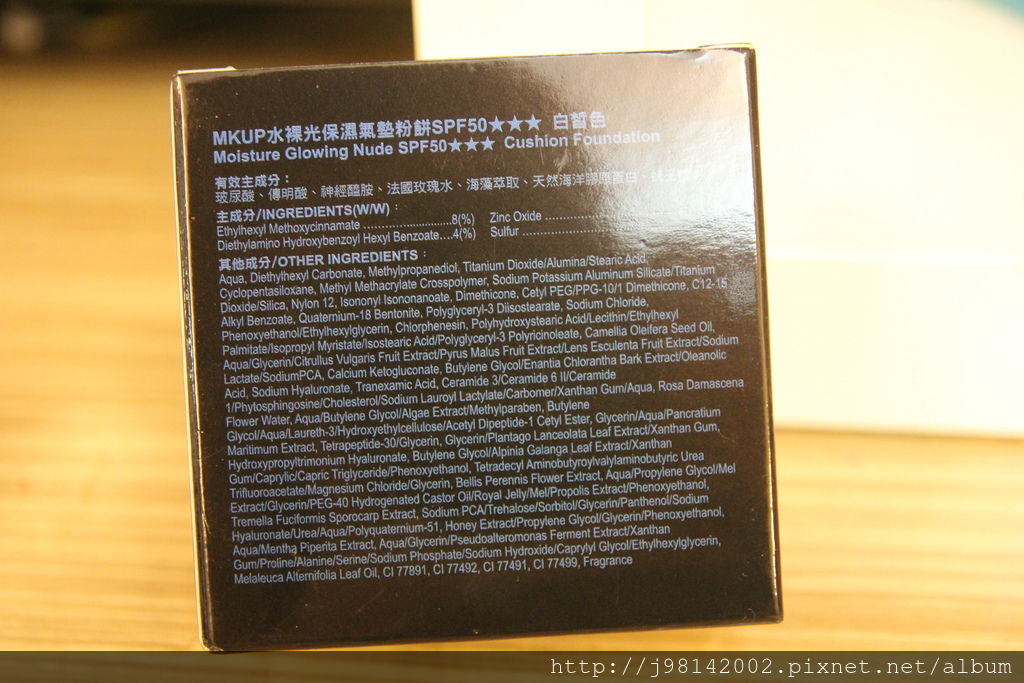 MKUP水裸光保濕氣墊粉餅SPF50★★★ 白皙色
Moisture Glowing Nude SPF50★★★ Cushion Foundation
有效主成分：
玻尿酸、傳明酸、神經醯胺、法國玫瑰水、海藻萃取、天然海洋膠原蛋白、
主成分/INGREDIENTS(W/W)：
Ethylhexyl Methoxycinnamate ............................8(%) Zinc Oxide ......................
Diethylamino Hydroxybenzoyl Hexyl Benzoate....4(%) Sulfur ............................
其他成分/OTHER INGREDIENTS：
Aqua, Diethylhexyl Carbonate, Methylpropanediol, Titanium Dioxide/Alumina/Stearic Acid,
Cyclopentasiloxane, Methyl Methacrylate Crosspolymer, Sodium Potassium Aluminum Silicate/Titanium
Dioxide/Silica, Nylon 12, Isononyl Isononanoate, Dimethicone, Cetyl PEG/PPG-10/1 Dimethicone, C12-15
Alkyl Benzoate, Quaternium-18 Bentonite, Polyglyceryl-3 Diisostearate, Sodium Chloride,
Phenoxyethanol/Ethylhexylglycerin, Chlorphenesin, Polyhydroxystearic Acid/Lecithin/Ethylhexyl
Palmitate/Isopropyl Myristate/Isostearic Acid/Polyglyceryl-3 Polyricinoleate, Camellia Oleifera Seed Oil,
Aqua/Glycerin/Citrullus Vulgaris Fruit Extract/Pyrus Malus Fruit Extract/Lens Esculenta Fruit Extract/Sodium
Lactate/SodiumPCA, Calcium Ketogluconate, Butylene Glycol/Enantia Chlorantha Bark Extract/Oleanolic
Acid, Sodium Hyaluronate, Tranexamic Acid, Ceramide 3/Ceramide 6 II/Ceramide
1/Phytosphingosine/Cholesterol/Sodium Lauroyl Lactylate/Carbomer/Xanthan Gum/Aqua, Rosa Damascena
Flower Water, Aqua/Butylene Glycol/Algae Extract/Methylparaben, Butylene
Glycol/Aqua/Laureth-3/Hydroxyethylcellulose/Acetyl Dipeptide-1 Cetyl Ester, Glycerin/Aqua/Pancratium
Maritimum Extract, Tetrapeptide-30/Glycerin, Glycerin/Plantago Lanceolata Leaf Extract/Xanthan Gum,
Hydroxypropyltrimonium Hyaluronate, Butylene Glycol/Alpinia Galanga Leaf Extract/Xanthan
Gum/Caprylic/Capric Triglyceride/Phenoxyethanol, Tetradecyl Aminobutyroylvalylaminobutyric Urea
Trifluoroacetate/Magnesium Chloride/Glycerin, Bellis Perennis Flower Extract, Aqua/Propylene Glycol/Mel
Extract/Glycerin/PEG-40 Hydrogenated Castor Oil/Royal Jelly/Mel/Propolis Extract/Phenoxyethanol,
Tremella Fuciformis Sporocarp Extract, Sodium PCA/Trehalose/Sorbitol/Glycerin/Panthenol/Sodium
Hyaluronate/Urea/Aqua/Polyquaternium-51, Honey Extract/Propylene Glycol/Glycerin/Phenoxyethanol,
Aqua/Mentha Piperita Extract, Aqua/Glycerin/Pseudoalteromonas Ferment Extract/Xanthan
Gum/Proline/Alanine/Serine/Sodium Phosphate/Sodium Hydroxide/Caprylyl Glycol/Ethylhexylglycerin,
Melaleuca Alternifolia Leaf Oil, CI 77891, CI 77492, CI 77491, CI 77499, Fragrance
http://j98142002.pixnet.net/album